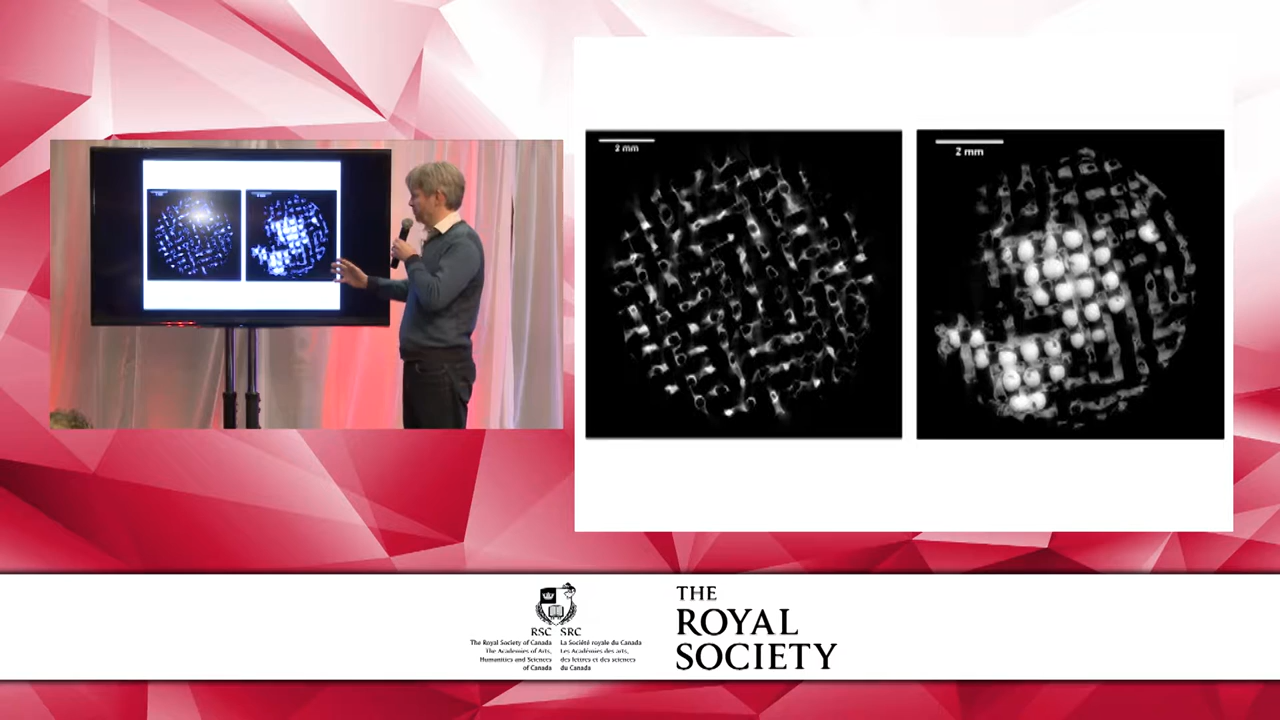 2 mm
2 mm
RSC SRC
The Royal Society of Canada
The Academies of Arts,
Humanities and Sciences
of Canada
La Société royale du Canada
Les Académies des arts,
des lettres et des sciences
du Canada
THE
ROYAL
SOCIETY